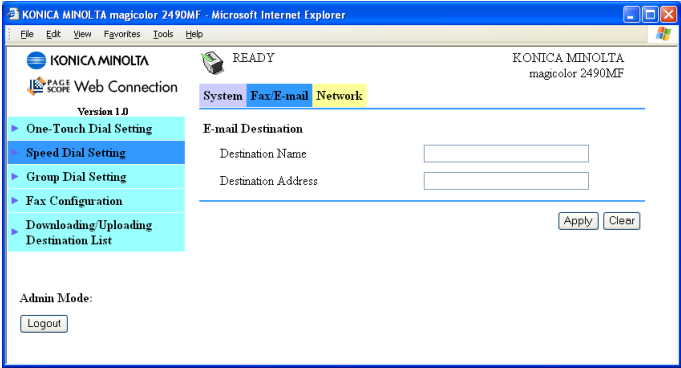 KONICA MINOLTA magicolor 2490MF - Microsoft Internet Explorer
File Edit View Favorites Tools Help
KONICA MINOLTA
PAGE SCOPE Web Connection
Version 1.0
READY
KONICA MINOLTA
magicolor 2490MF
System Fax/E-mail Network
One-Touch Dial Setting
Speed Dial Setting
Group Dial Setting
Fax Configuration
Downloading/Uploading
Destination List
Admin Mode:
Logout
E-mail Destination
Destination Name
Destination Address
Apply Clear